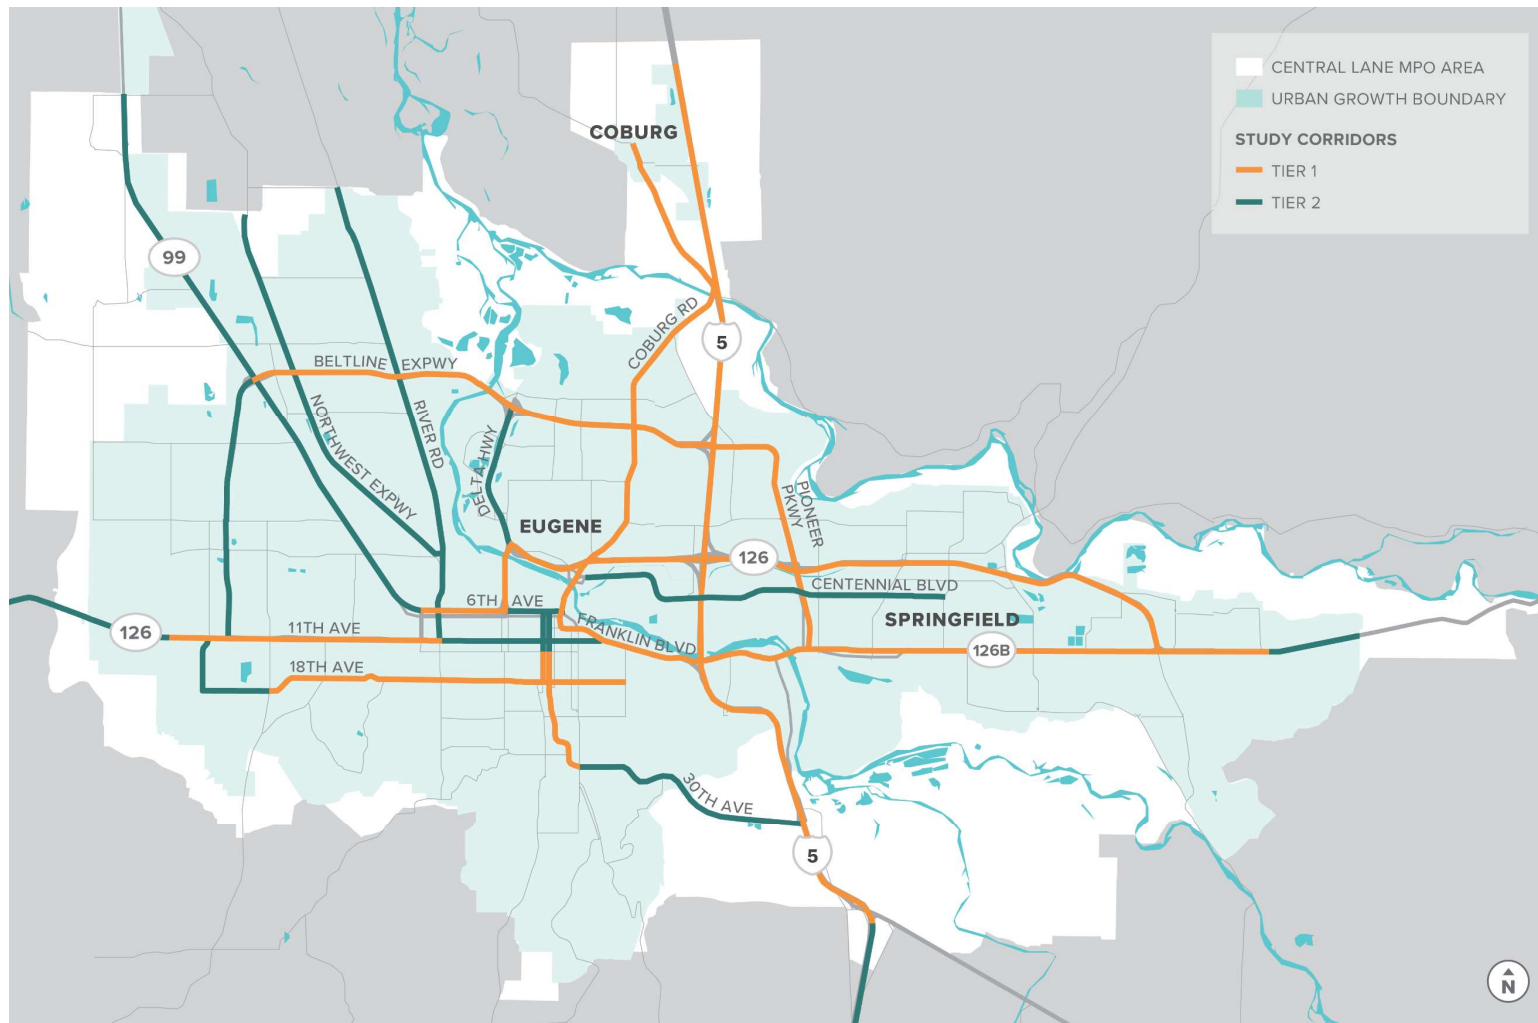 CENTRAL LANE MPO AREA
URBAN GROWTH BOUNDARY
STUDY CORRIDORS
TIER 1
TIER 2
COBURG
99
COBURG RD
5
BELTLINE EXPWY
NORTHWEST EXPWY
RIVER RD
DELTA HWY
PIONEER
PKWY
EUGENE
126
CENTENNIAL BLVD
6TH AVE
FRANKLIN BLVD
SPRINGFIELD
126
11TH AVE
126B
18TH AVE
30TH AVE
5
N